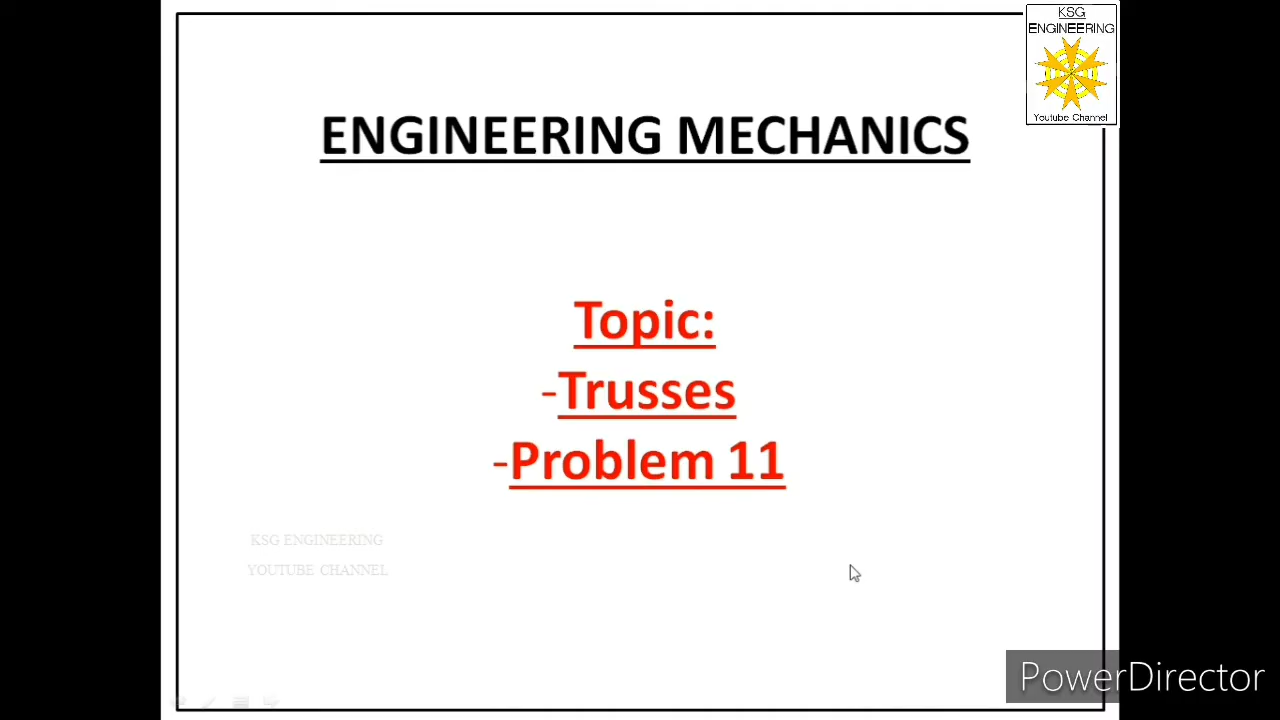 KSG
ENGINEERING
Youtube Channel
ENGINEERING MECHANICS
Topic:
-Trusses
-Problem 11
KSG ENGINEERING
YOUTUBE CHANNEL
PowerDirector